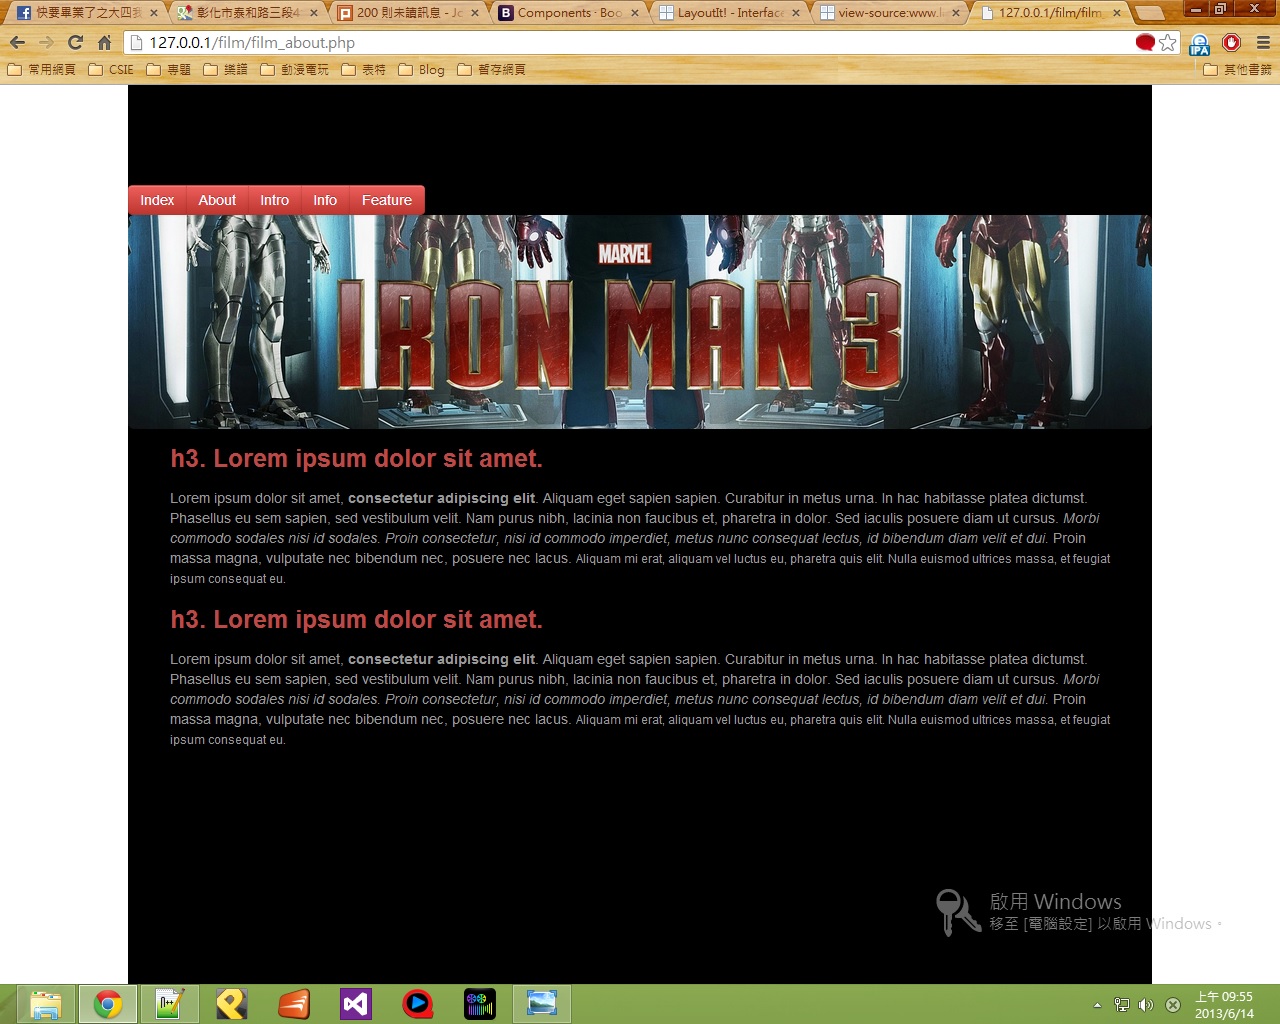 快要畢業了之大四我
彰化市泰和路三段4
200 則未讀訊息 - Jo
Components · Boo
LayoutIt! - Interface
view-source:www.l
127.0.0.1/film/film
127.0.0.1/film/film_about.php
IPA
常用網頁 CSIE 專題 樂譜 動漫電玩 表特 Blog 暫存網頁 其他書籤
Index About Intro Info Feature
MARVEL
IRON MAN 3
h3. Lorem ipsum dolor sit amet.
Lorem ipsum dolor sit amet, consectetur adipiscing elit. Aliquam eget sapien sapien. Curabitur in metus urna. In hac habitasse platea dictumst.
Phasellus eu sem sapien, sed vestibulum velit. Nam purus nibh, lacinia non faucibus et, pharetra in dolor. Sed iaculis posuere diam ut cursus. Morbi
commodo sodales nisi id sodales. Proin consectetur, nisi id commodo imperdiet, metus nunc consequat lectus, id bibendum diam velit et dui. Proin
massa magna, vulputate nec bibendum nec, posuere nec lacus. Aliquam mi erat, aliquam vel luctus eu, pharetra quis elit. Nulla euismod ultrices massa, et feugiat
ipsum consequat eu.
h3. Lorem ipsum dolor sit amet.
Lorem ipsum dolor sit amet, consectetur adipiscing elit. Aliquam eget sapien sapien. Curabitur in metus urna. In hac habitasse platea dictumst.
Phasellus eu sem sapien, sed vestibulum velit. Nam purus nibh, lacinia non faucibus et, pharetra in dolor. Sed iaculis posuere diam ut cursus. Morbi
commodo sodales nisi id sodales. Proin consectetur, nisi id commodo imperdiet, metus nunc consequat lectus, id bibendum diam velit et dui. Proin
massa magna, vulputate nec bibendum nec, posuere nec lacus. Aliquam mi erat, aliquam vel luctus eu, pharetra quis elit. Nulla euismod ultrices massa, et feugiat
ipsum consequat eu.
啟用 Windows
移至 [電腦設定] 以啟用 Windows。
上午 09:55
2013/6/14